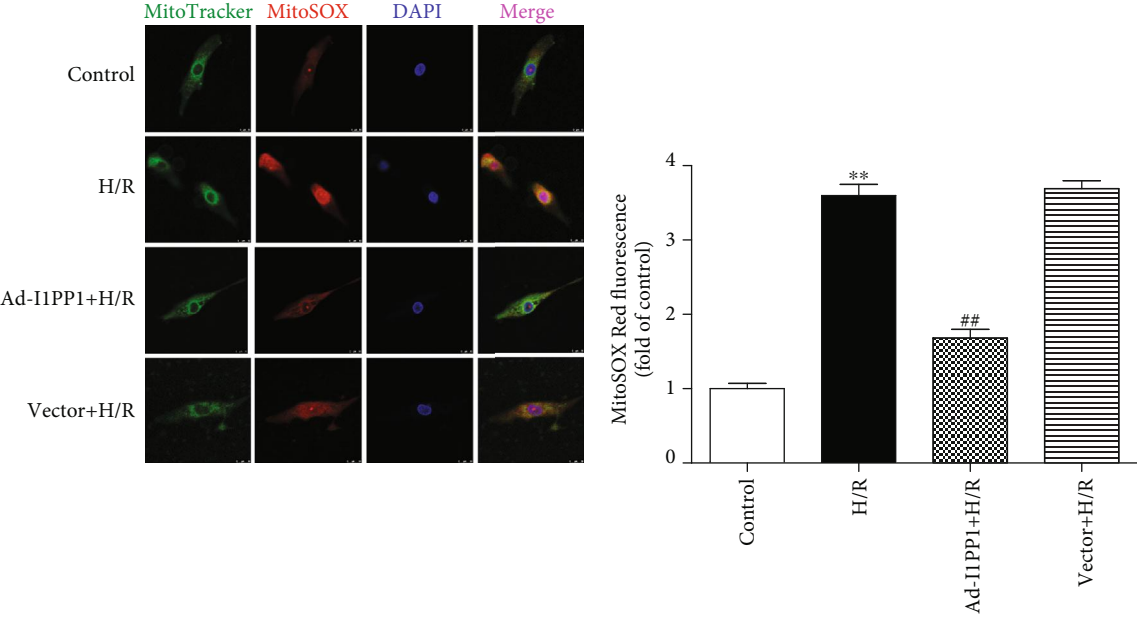 MitoTracker MitoSOX DAPI Merge
Control
H/R
Ad-I1PP1+H/R
Vector+H/R
MitoSOX Red fluorescence
(fold of control)
4
3
2
1
0
**
##
Control
H/R
Ad-I1PP1+H/R
Vector+H/R